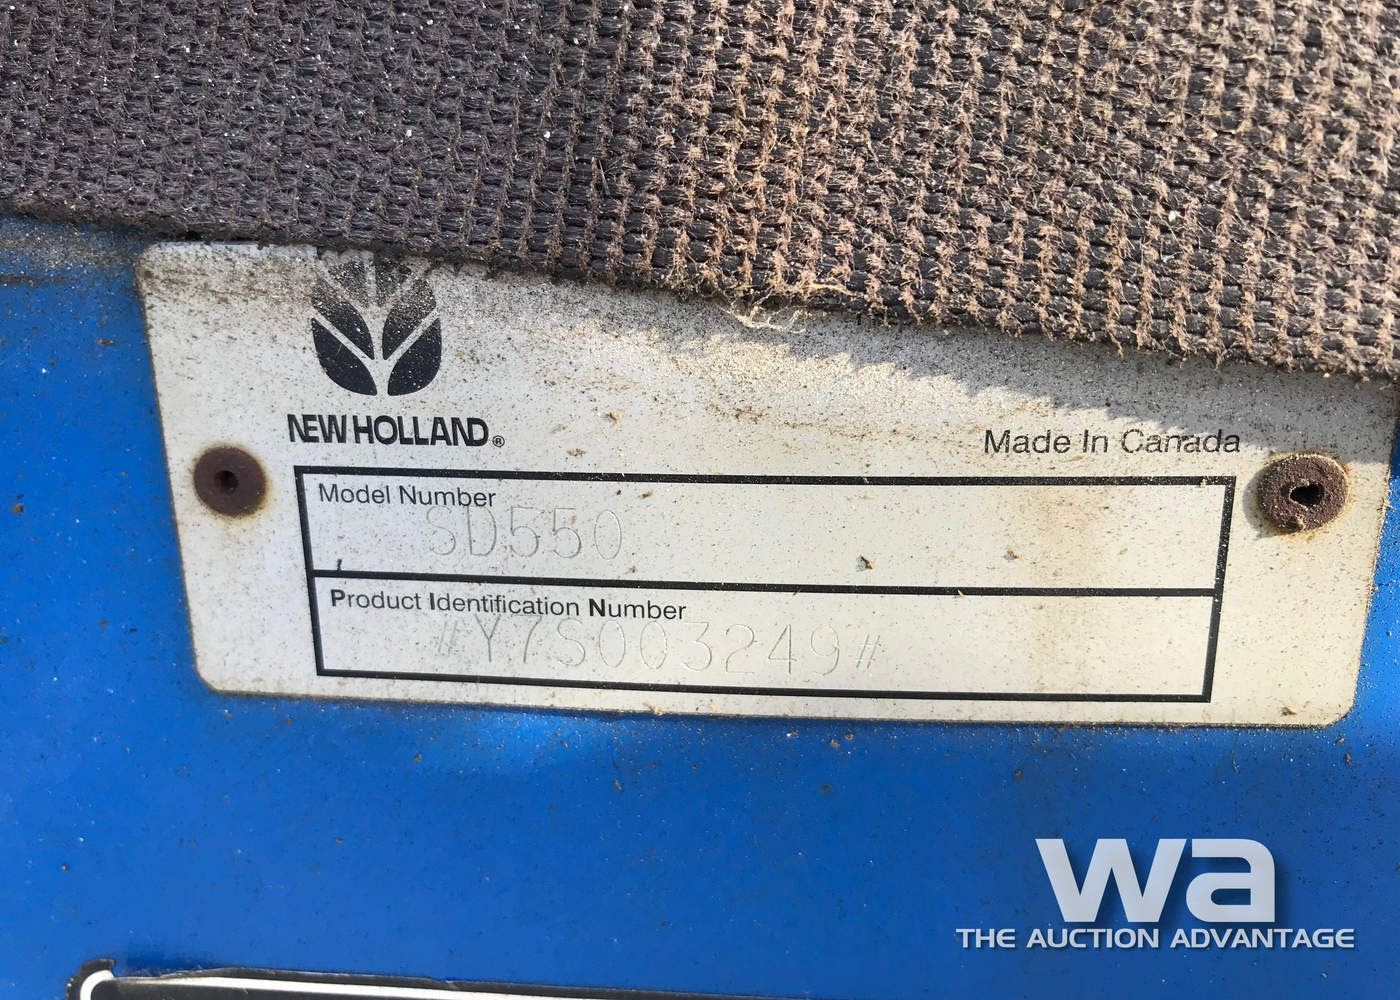 NEW HOLLAND®
Made In Canada
Model Number
SD550
Product Identification Number
#Y7S003249#
wa
THE AUCTION ADVANTAGE